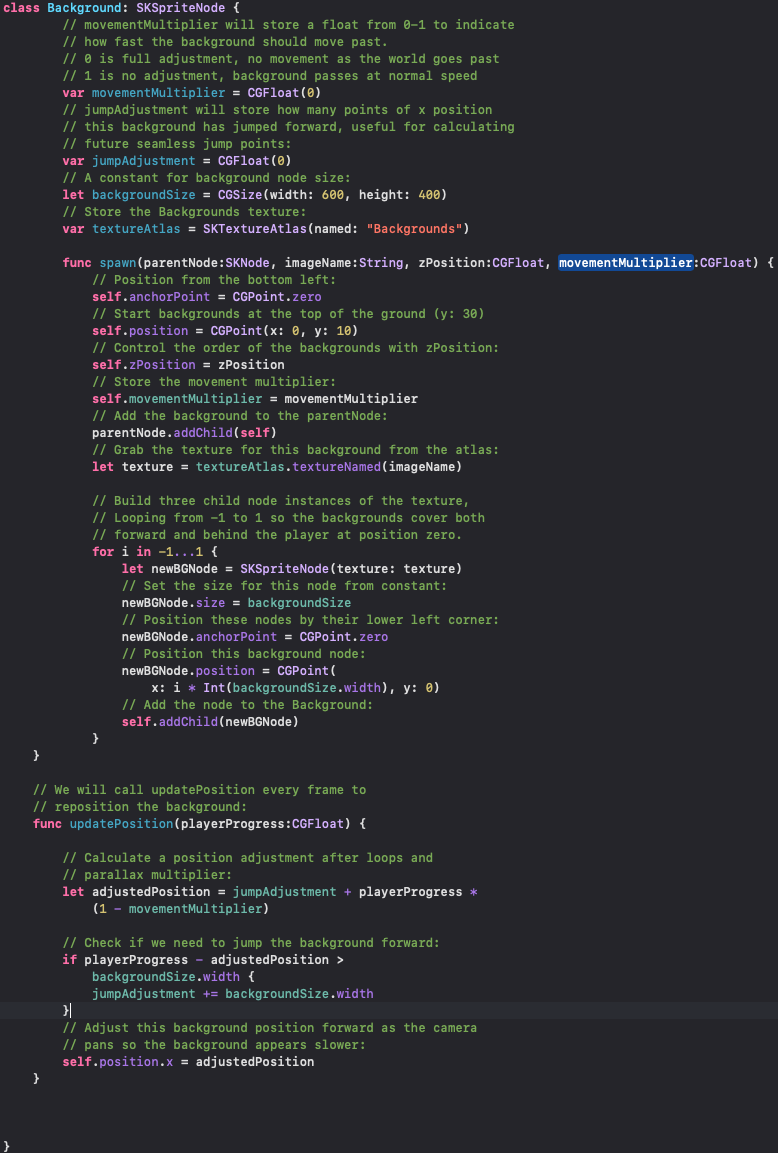 class Background: SKSpriteNode {
        // movementMultiplier will store a float from 0-1 to indicate
        // how fast the background should move past.
        // 0 is full adjustment, no movement as the world goes past
        // 1 is no adjustment, background passes at normal speed
        var movementMultiplier = CGFloat(0)
        // jumpAdjustment will store how many points of x position
        // this background has jumped forward, useful for calculating
        // future seamless jump points:
        var jumpAdjustment = CGFloat(0)
        // A constant for background node size:
        let backgroundSize = CGSize(width: 600, height: 400)
        // Store the Backgrounds texture:
        var textureAtlas = SKTextureAtlas(named: "Backgrounds")

        func spawn(parentNode:SKNode, imageName:String, zPosition:CGFloat, movementMultiplier:CGFloat) {
            // Position from the bottom left:
            self.anchorPoint = CGPoint.zero
            // Start backgrounds at the top of the ground (y: 30)
            self.position = CGPoint(x: 0, y: 10)
            // Control the order of the backgrounds with zPosition:
            self.zPosition = zPosition
            // Store the movement multiplier:
            self.movementMultiplier = movementMultiplier
            // Add the background to the parentNode:
            parentNode.addChild(self)
            // Grab the texture for this background from the atlas:
            let texture = textureAtlas.textureNamed(imageName)

            // Build three child node instances of the texture,
            // Looping from -1 to 1 so the backgrounds cover both
            // forward and behind the player at position zero.
            for i in -1...1 {
                let newBGNode = SKSpriteNode(texture: texture)
                // Set the size for this node from constant:
                newBGNode.size = backgroundSize
                // Position these nodes by their lower left corner:
                newBGNode.anchorPoint = CGPoint.zero
                // Position this background node:
                newBGNode.position = CGPoint(
                    x: i * Int(backgroundSize.width), y: 0)
                // Add the node to the Background:
                self.addChild(newBGNode)
            }
    }

    // We will call updatePosition every frame to
    // reposition the background:
    func updatePosition(playerProgress:CGFloat) {

        // Calculate a position adjustment after loops and
        // parallax multiplier:
        let adjustedPosition = jumpAdjustment + playerProgress *
            (1 - movementMultiplier)

        // Check if we need to jump the background forward:
        if playerProgress - adjustedPosition >
            backgroundSize.width {
            jumpAdjustment += backgroundSize.width
        }
        // Adjust this background position forward as the camera
        // pans so the background appears slower:
        self.position.x = adjustedPosition
    }

}